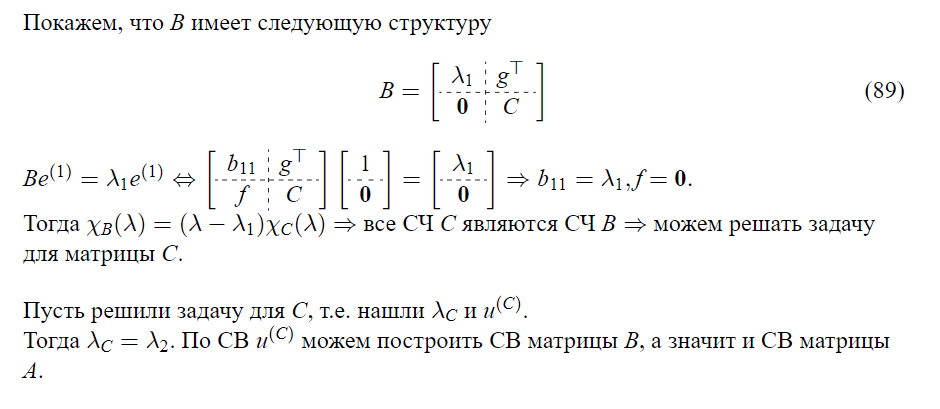 Покажем, что B имеет следующую структуру
B = [ λ₁ g^⊤ ; 0 C ] (89)
Be⁽¹⁾ = λ₁e⁽¹⁾ ⇔ [ b₁₁ g^⊤ ; f C ] [ 1 ; 0 ] = [ λ₁ ; 0 ] ⇒ b₁₁ = λ₁, f = 0.
Тогда χ_B(λ) = (λ − λ₁)χ_C(λ) ⇒ все СЧ C являются СЧ B ⇒ можем решать задачу
для матрицы C.
Пусть решили задачу для C, т.е. нашли λ_C и u^(C).
Тогда λ_C = λ₂. По СВ u^(C) можем построить СВ матрицы B, а значит и СВ матрицы
A.